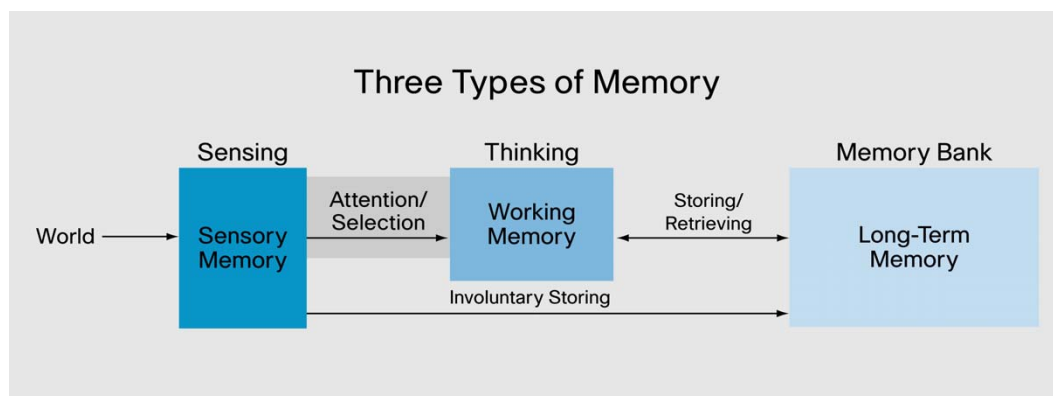 Three Types of Memory
Sensing
Thinking
Memory Bank
World
Sensory
Memory
Attention/
Selection
Working
Memory
Storing/
Retrieving
Long-Term
Memory
Involuntary Storing